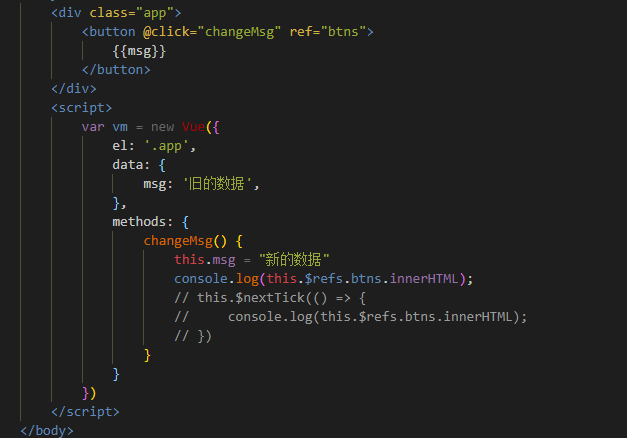 <div class="app">
<button @click="changeMsg" ref="btns">
{{msg}}
</button>
</div>
<script>
var vm = new Vue({
el: '.app',
data: {
msg: '旧的数据',
},
methods: {
changeMsg() {
this.msg = "新的数据"
console.log(this.$refs.btns.innerHTML);
// this.$nextTick(() => {
//     console.log(this.$refs.btns.innerHTML);
// })
}
}
})
</script>
</body>